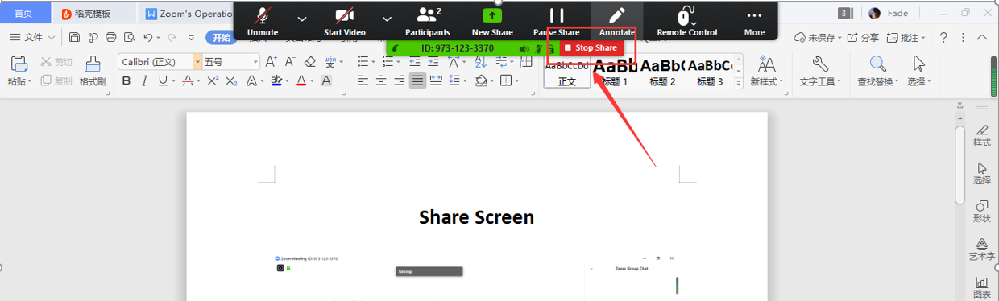 首页
稻壳模板
Zoom's Operatio
2
Unmute
Start Video
Participants
New Share
Pause Share
Annotate
Remote Control
More
3
Fade
文件
开始
ID: 973-123-3370
Stop Share
未保存
分享
批注
粘贴
剪切
复制
格式刷
Calibri (正文)
五号
A+ A-
wén
B I U A X² X₂ A ab A A
AaBbCcDd
正文
AaBb
标题 1
AaBb(
标题 2
AaBbC
标题 3
新样式
文字工具
查找替换
选择
Share Screen
Zoom Meeting ID: 973-123-3370
Talking:
Zoom Group Chat
样式
选择
形状
艺术字
图表